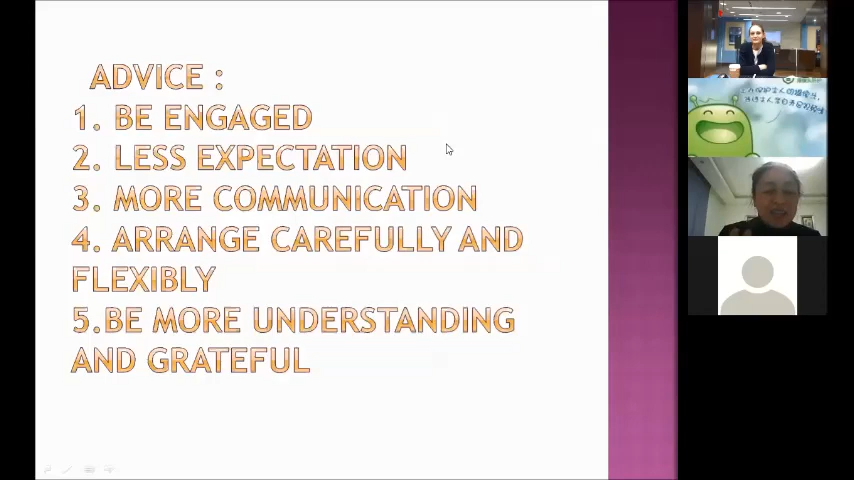 ADVICE :
1. BE ENGAGED
2. LESS EXPECTATION
3. MORE COMMUNICATION
4. ARRANGE CAREFULLY AND
FLEXIBLY
5.BE MORE UNDERSTANDING
AND GRATEFUL